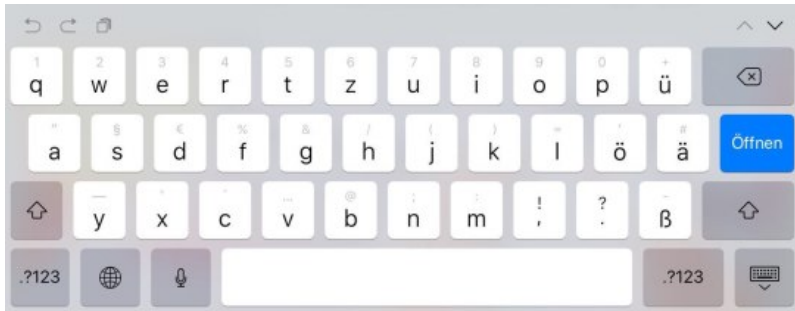 1 2 3 4 5 6 7 8 9 0 +
q w e r t z u i o p ü
" § € % & / ( ) = ' #
a s d f g h j k l ö ä Öffnen
— ... @ ; : ! ?
y x c v b n m , . ß
.?123 .?123